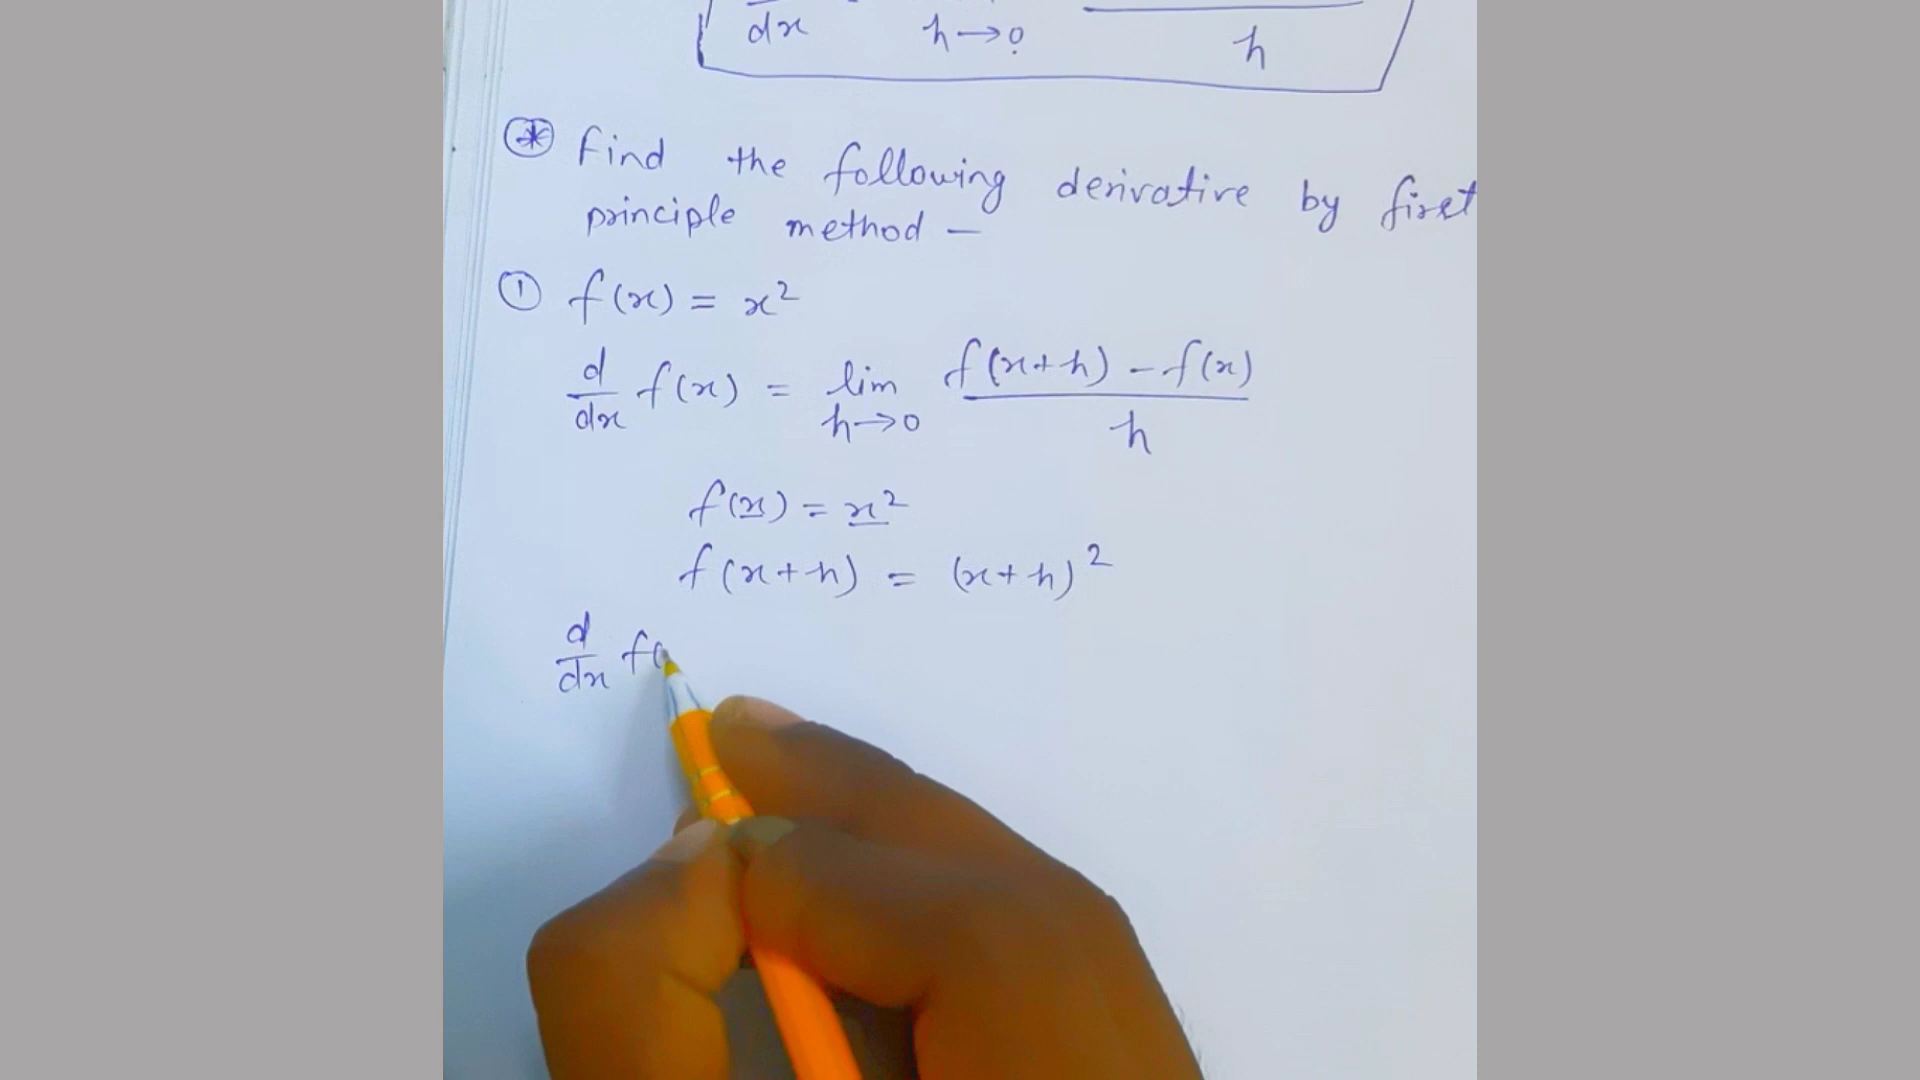 d/dx h→0 h
* find the following derivative by first
principle method –
① f(x) = x²
d/dx f(x) = lim h→0 f(x+h) - f(x) / h
f(x) = x²
f(x+h) = (x+h)²
d/dx f(